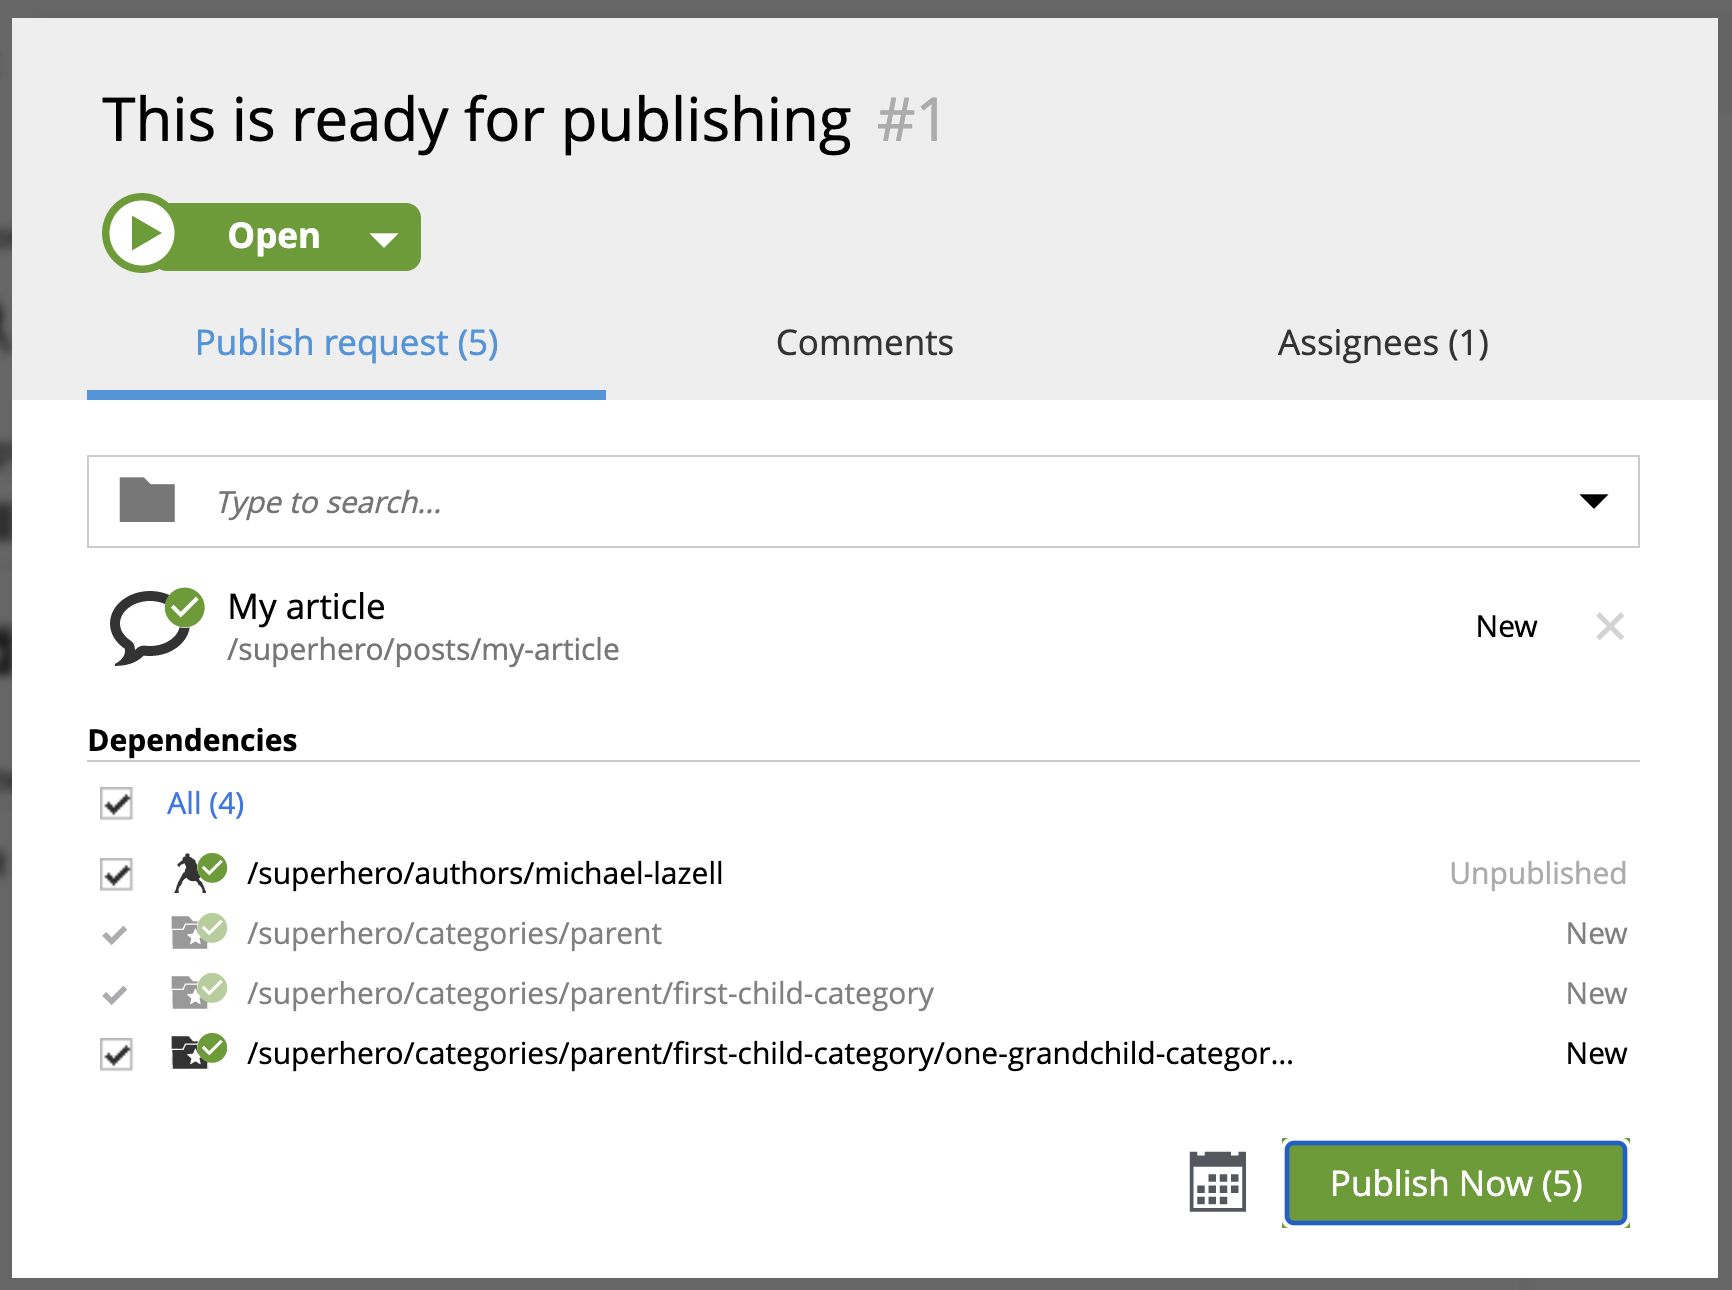 This is ready for publishing #1
Open
Publish request (5) Comments Assignees (1)
Type to search...
My article
/superhero/posts/my-article
New
Dependencies
All (4)
/superhero/authors/michael-lazell Unpublished
/superhero/categories/parent New
/superhero/categories/parent/first-child-category New
/superhero/categories/parent/first-child-category/one-grandchild-categor... New
Publish Now (5)